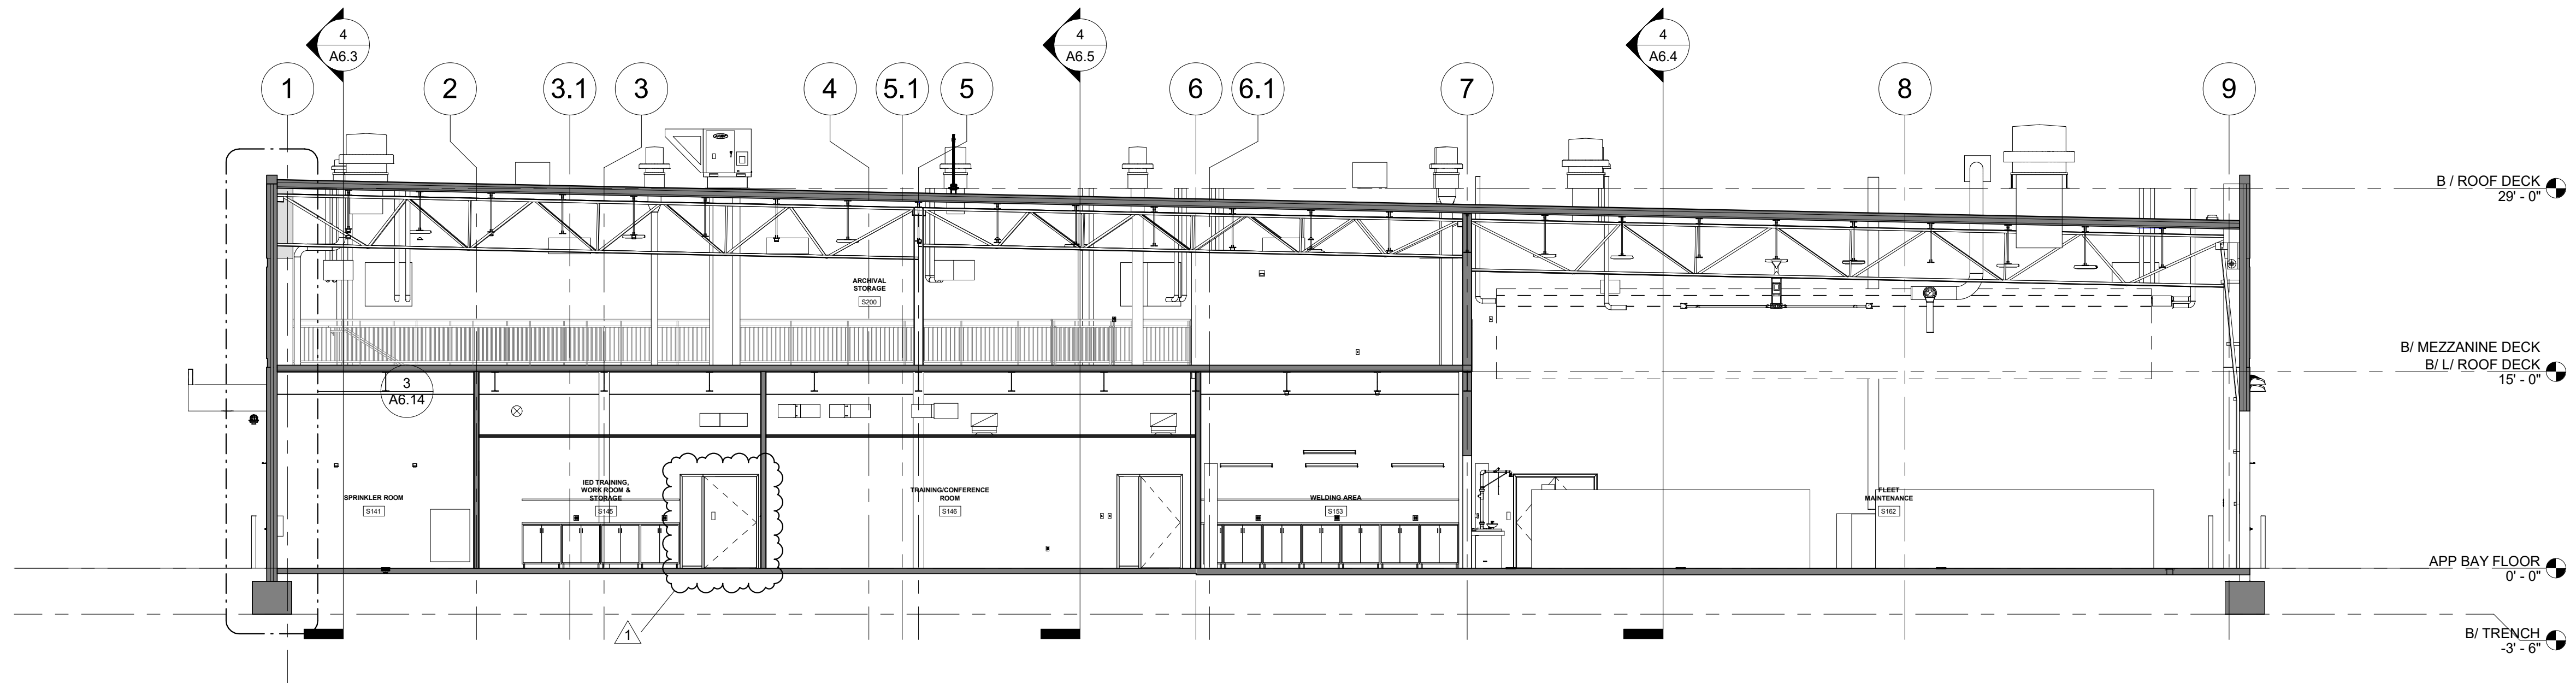 4
A6.3
4
A6.5
4
A6.4
1
2
3.1
3
4
5.1
5
6
6.1
7
8
9
B / ROOF DECK
29' - 0"
ARCHIVAL
STORAGE
S200
B/ MEZZANINE DECK
B/ L/ ROOF DECK
15' - 0"
3
A6.14
SPRINKLER ROOM
S141
IED TRAINING,
WORK ROOM &
STORAGE
S145
TRAINING/CONFERENCE
ROOM
S146
WELDING AREA
S153
FLEET
MAINTENANCE
S162
APP BAY FLOOR
0' - 0"
1
B/ TRENCH
-3' - 6"